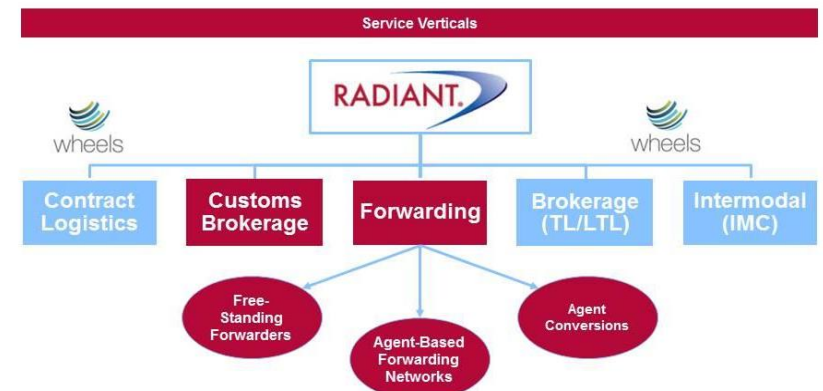 Service Verticals
RADIANT.
wheels
wheels
Contract
Logistics
Customs
Brokerage
Forwarding
Brokerage
(TL/LTL)
Intermodal
(IMC)
Free-
Standing
Forwarders
Agent-Based
Forwarding
Networks
Agent
Conversions